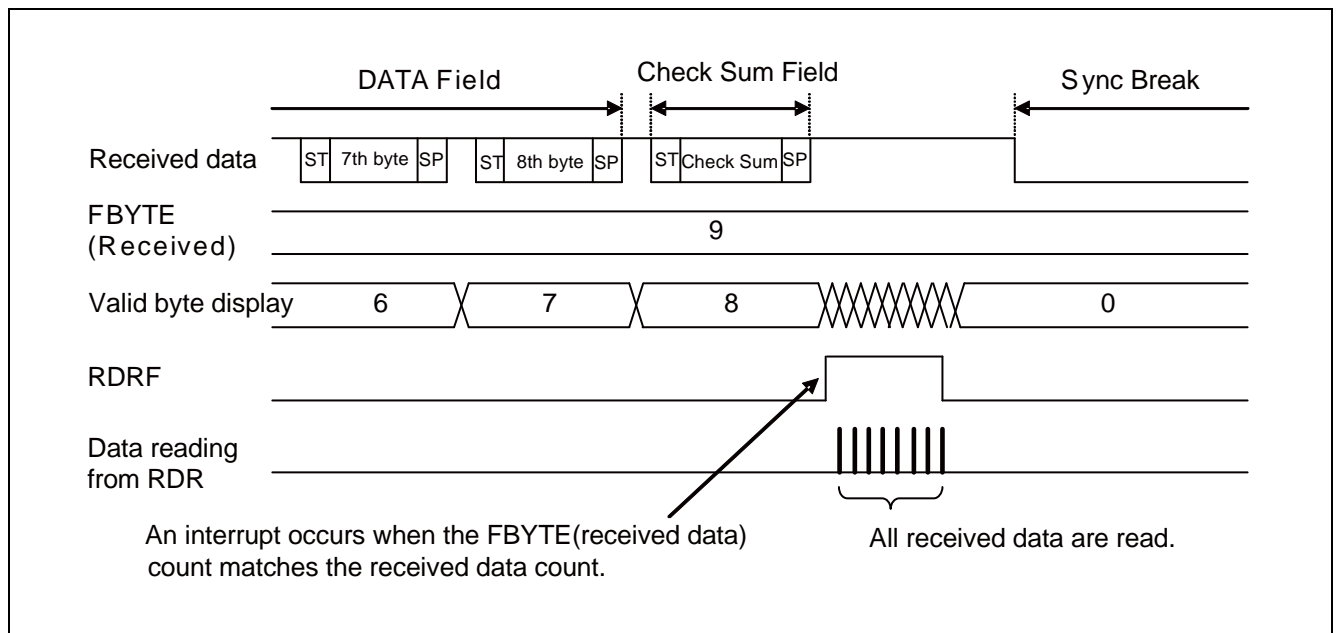 DATA Field
Check Sum Field
Sync Break
Received data
ST 7th byte SP ST 8th byte SP ST Check Sum SP
FBYTE
(Received)
9
Valid byte display
6 7 8 0
RDRF
Data reading
from RDR
An interrupt occurs when the FBYTE(received data)
count matches the received data count.
All received data are read.